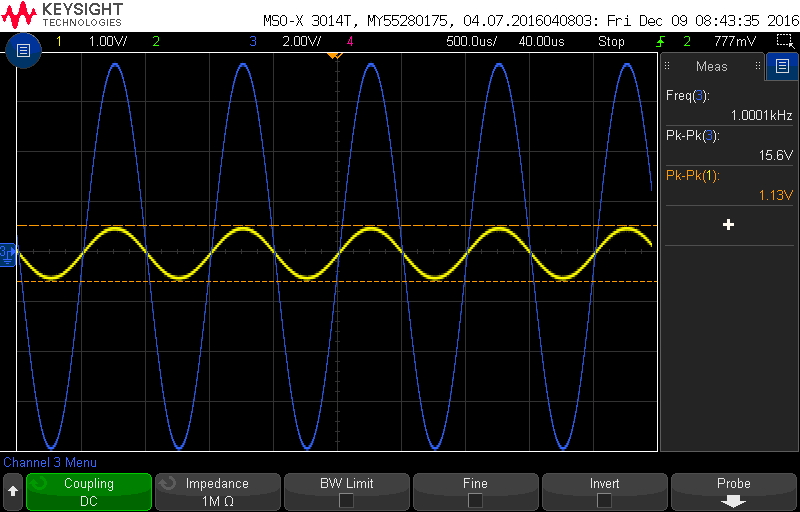 KEYSIGHT
TECHNOLOGIES
MSO-X 3014T, MY55280175, 04.07.2016040803: Fri Dec 09 08:43:35 2016
1 1.00V/ 2 3 2.00V/ 4 500.0us/ 40.00us Stop 2 777mV
Meas
Freq(3):
1.0001kHz
Pk-Pk(3):
15.6V
Pk-Pk(1):
1.13V
+
3
Channel 3 Menu
Coupling
DC
Impedance
1M Ω
BW Limit
Fine
Invert
Probe